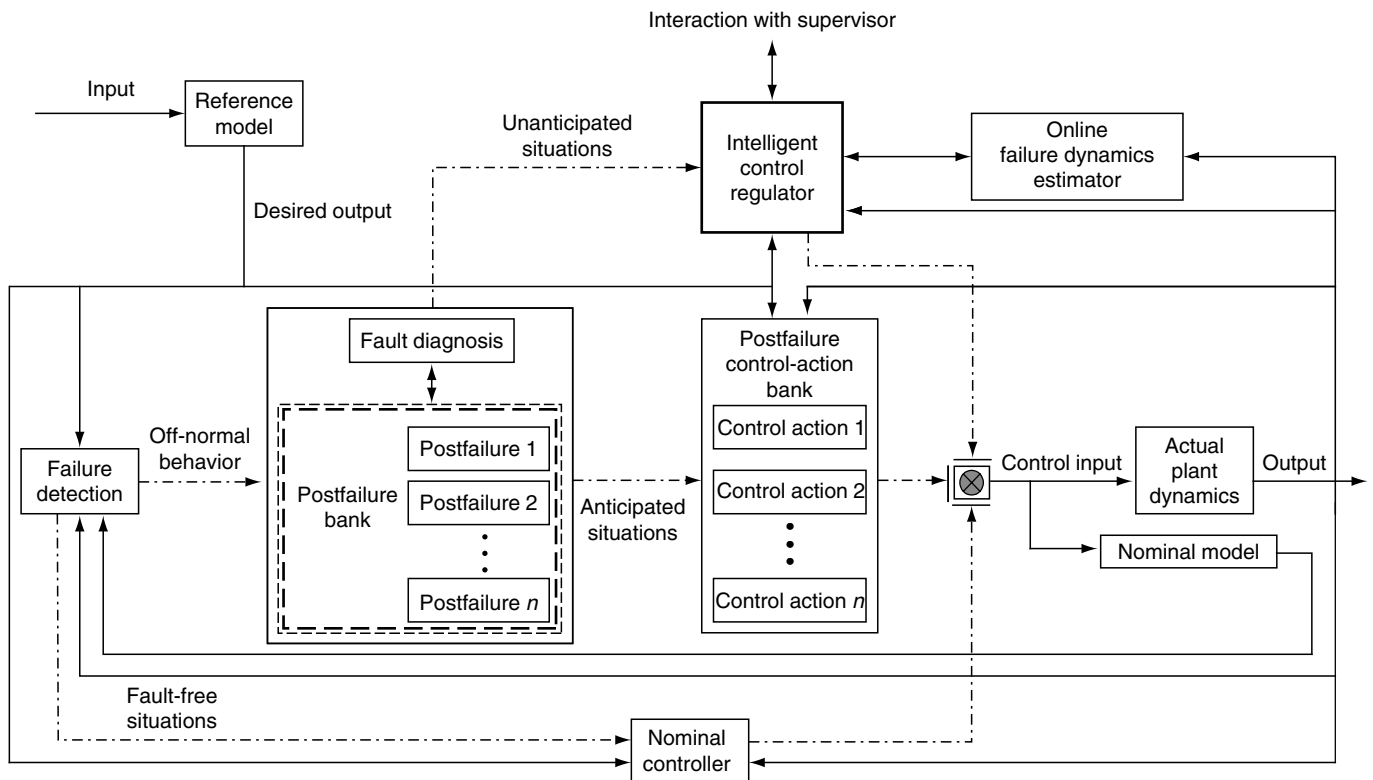 Interaction with supervisor
Input
Reference
model
Unanticipated
situations
Intelligent
control
regulator
Online
failure dynamics
estimator
Desired output
Fault diagnosis
Postfailure
control-action
bank
Off-normal
behavior
Failure
detection
Postfailure
bank
Postfailure 1
Postfailure 2
Postfailure n
Anticipated
situations
Control action 1
Control action 2
Control action n
Control input
Actual
plant
dynamics
Output
Nominal model
Fault-free
situations
Nominal
controller